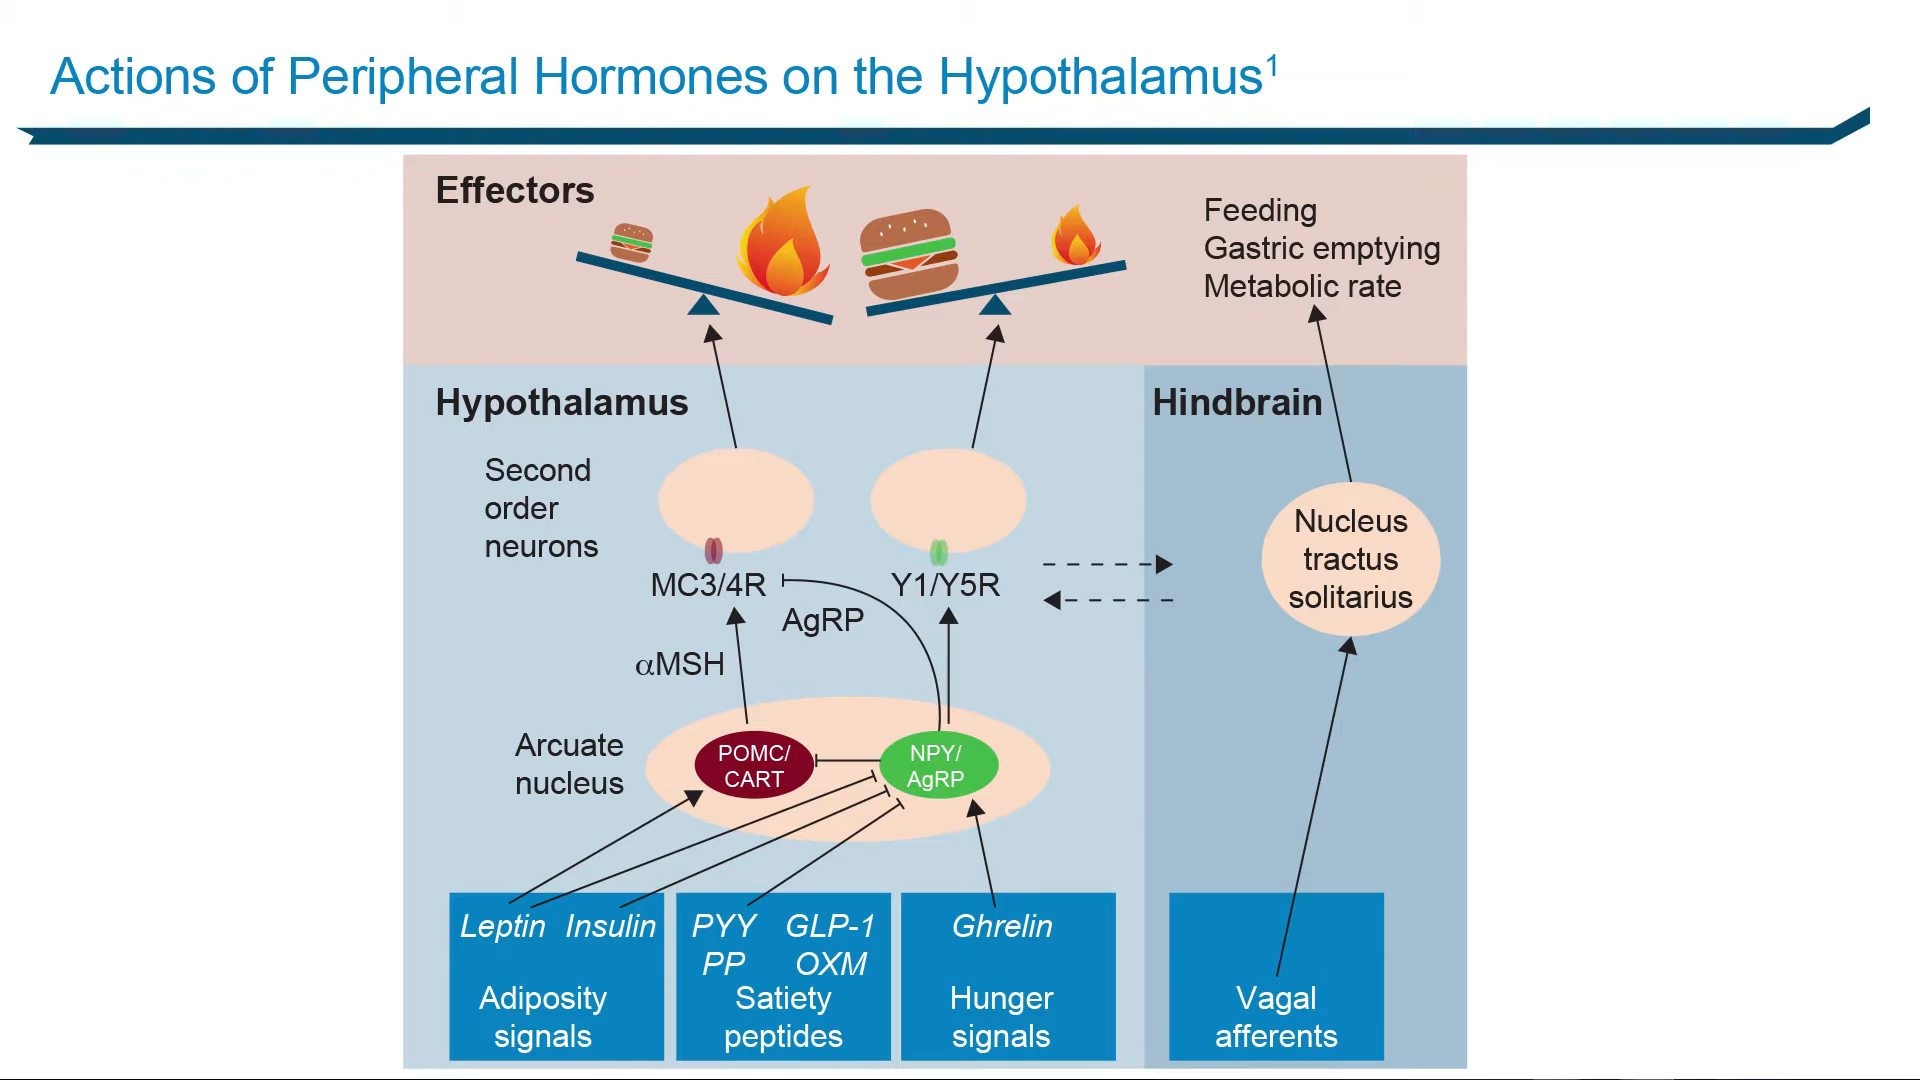 Actions of Peripheral Hormones on the Hypothalamus1
Effectors
Feeding
Gastric emptying
Metabolic rate
Hypothalamus
Hindbrain
Second
order
neurons
Nucleus
tractus
solitarius
MC3/4R
Y1/Y5R
AgRP
αMSH
Arcuate
nucleus
POMC/
CART
NPY/
AgRP
Leptin Insulin
Adiposity
signals
PYY GLP-1
PP OXM
Satiety
peptides
Ghrelin
Hunger
signals
Vagal
afferents